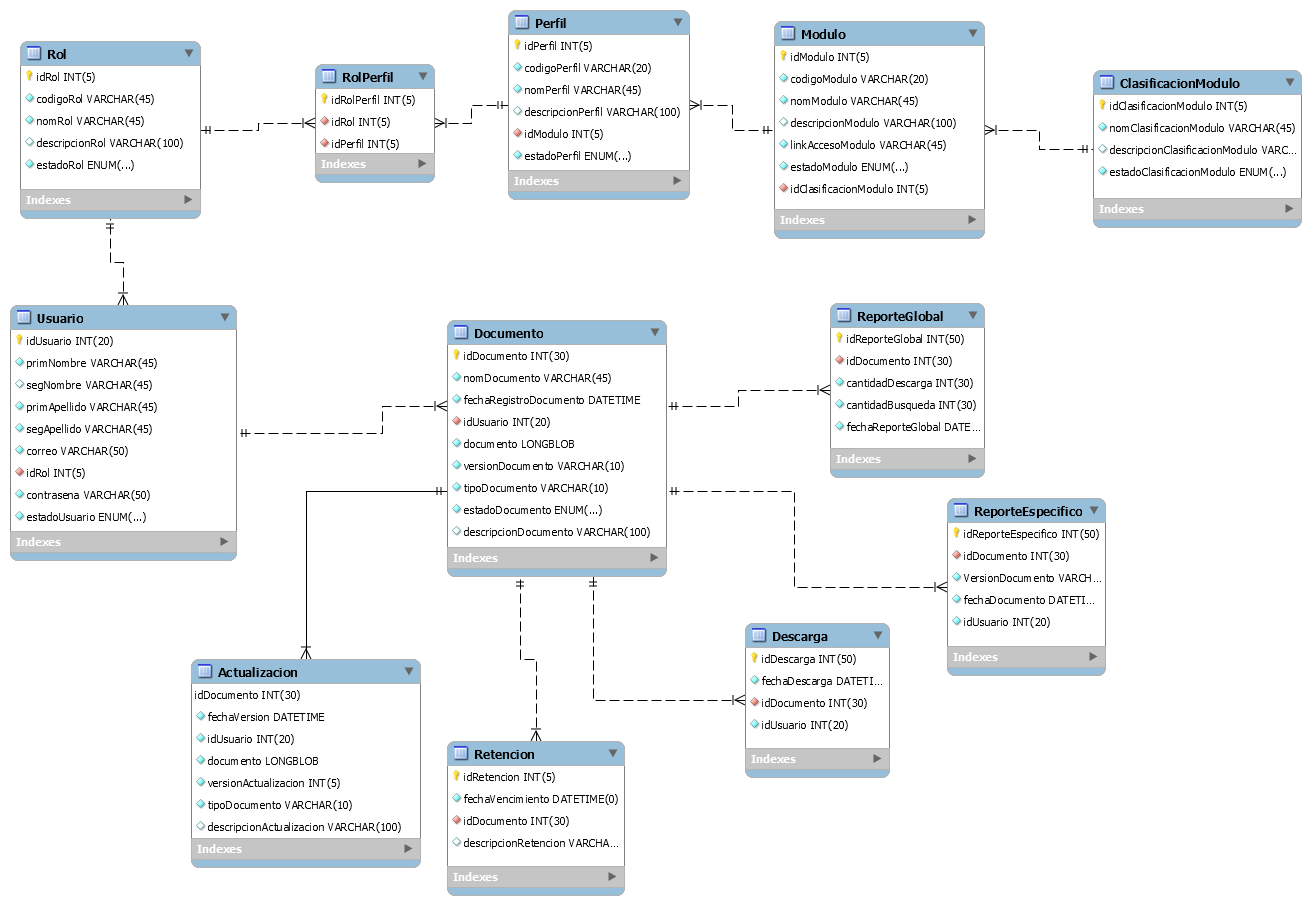 Rol
idRol INT(5)
codigoRol VARCHAR(45)
nomRol VARCHAR(45)
descripcionRol VARCHAR(100)
estadoRol ENUM(...)
Indexes
RolPerfil
idRolPerfil INT(5)
idRol INT(5)
idPerfil INT(5)
Indexes
Perfil
idPerfil INT(5)
codigoPerfil VARCHAR(20)
nomPerfil VARCHAR(45)
descripcionPerfil VARCHAR(100)
idModulo INT(5)
estadoPerfil ENUM(...)
Indexes
Modulo
idModulo INT(5)
codigoModulo VARCHAR(20)
nomModulo VARCHAR(45)
descripcionModulo VARCHAR(100)
linkAccesoModulo VARCHAR(45)
estadoModulo ENUM(...)
idClasificacionModulo INT(5)
Indexes
ClasificacionModulo
idClasificacionModulo INT(5)
nomClasificacionModulo VARCHAR(45)
descripcionClasificacionModulo VARC...
estadoClasificacionModulo ENUM(...)
Indexes
Usuario
idUsuario INT(20)
primNombre VARCHAR(45)
segNombre VARCHAR(45)
primApellido VARCHAR(45)
segApellido VARCHAR(45)
correo VARCHAR(50)
idRol INT(5)
contrasena VARCHAR(50)
estadoUsuario ENUM(...)
Indexes
Documento
idDocumento INT(30)
nomDocumento VARCHAR(45)
fechaRegistroDocumento DATETIME
idUsuario INT(20)
documento LONGBLOB
versionDocumento VARCHAR(10)
tipoDocumento VARCHAR(10)
estadoDocumento ENUM(...)
descripcionDocumento VARCHAR(100)
Indexes
ReporteGlobal
idReporteGlobal INT(50)
idDocumento INT(30)
cantidadDescarga INT(30)
cantidadBusqueda INT(30)
fechaReporteGlobal DATE...
Indexes
ReporteEspecifico
idReporteEspecifico INT(50)
idDocumento INT(30)
VersionDocumento VARCH...
fechaDocumento DATETI...
idUsuario INT(20)
Indexes
Actualizacion
idDocumento INT(30)
fechaVersion DATETIME
idUsuario INT(20)
documento LONGBLOB
versionActualizacion INT(5)
tipoDocumento VARCHAR(10)
descripcionActualizacion VARCHAR(100)
Indexes
Retencion
idRetencion INT(5)
fechaVencimiento DATETIME(0)
idDocumento INT(30)
descripcionRetencion VARCHA...
Indexes
Descarga
idDescarga INT(50)
fechaDescarga DATETI...
idDocumento INT(30)
idUsuario INT(20)
Indexes